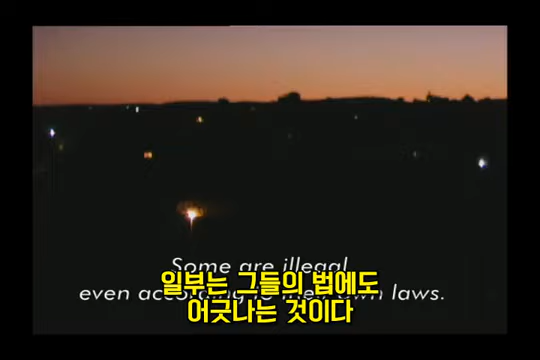 Some are illegal
even according to their own laws.
일부는 그들의 법에도
어긋나는 것이다